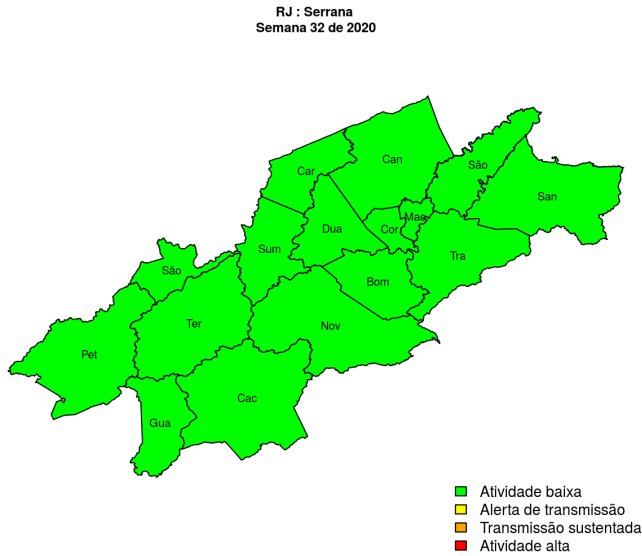 RJ : Serrana
Semana 32 de 2020
Can
São
Car
San
Mac
Dua
Cor
Sum
Tra
São
Bom
Ter
Nov
Pet
Cac
Gua
Atividade baixa
Alerta de transmissão
Transmissão sustentada
Atividade alta